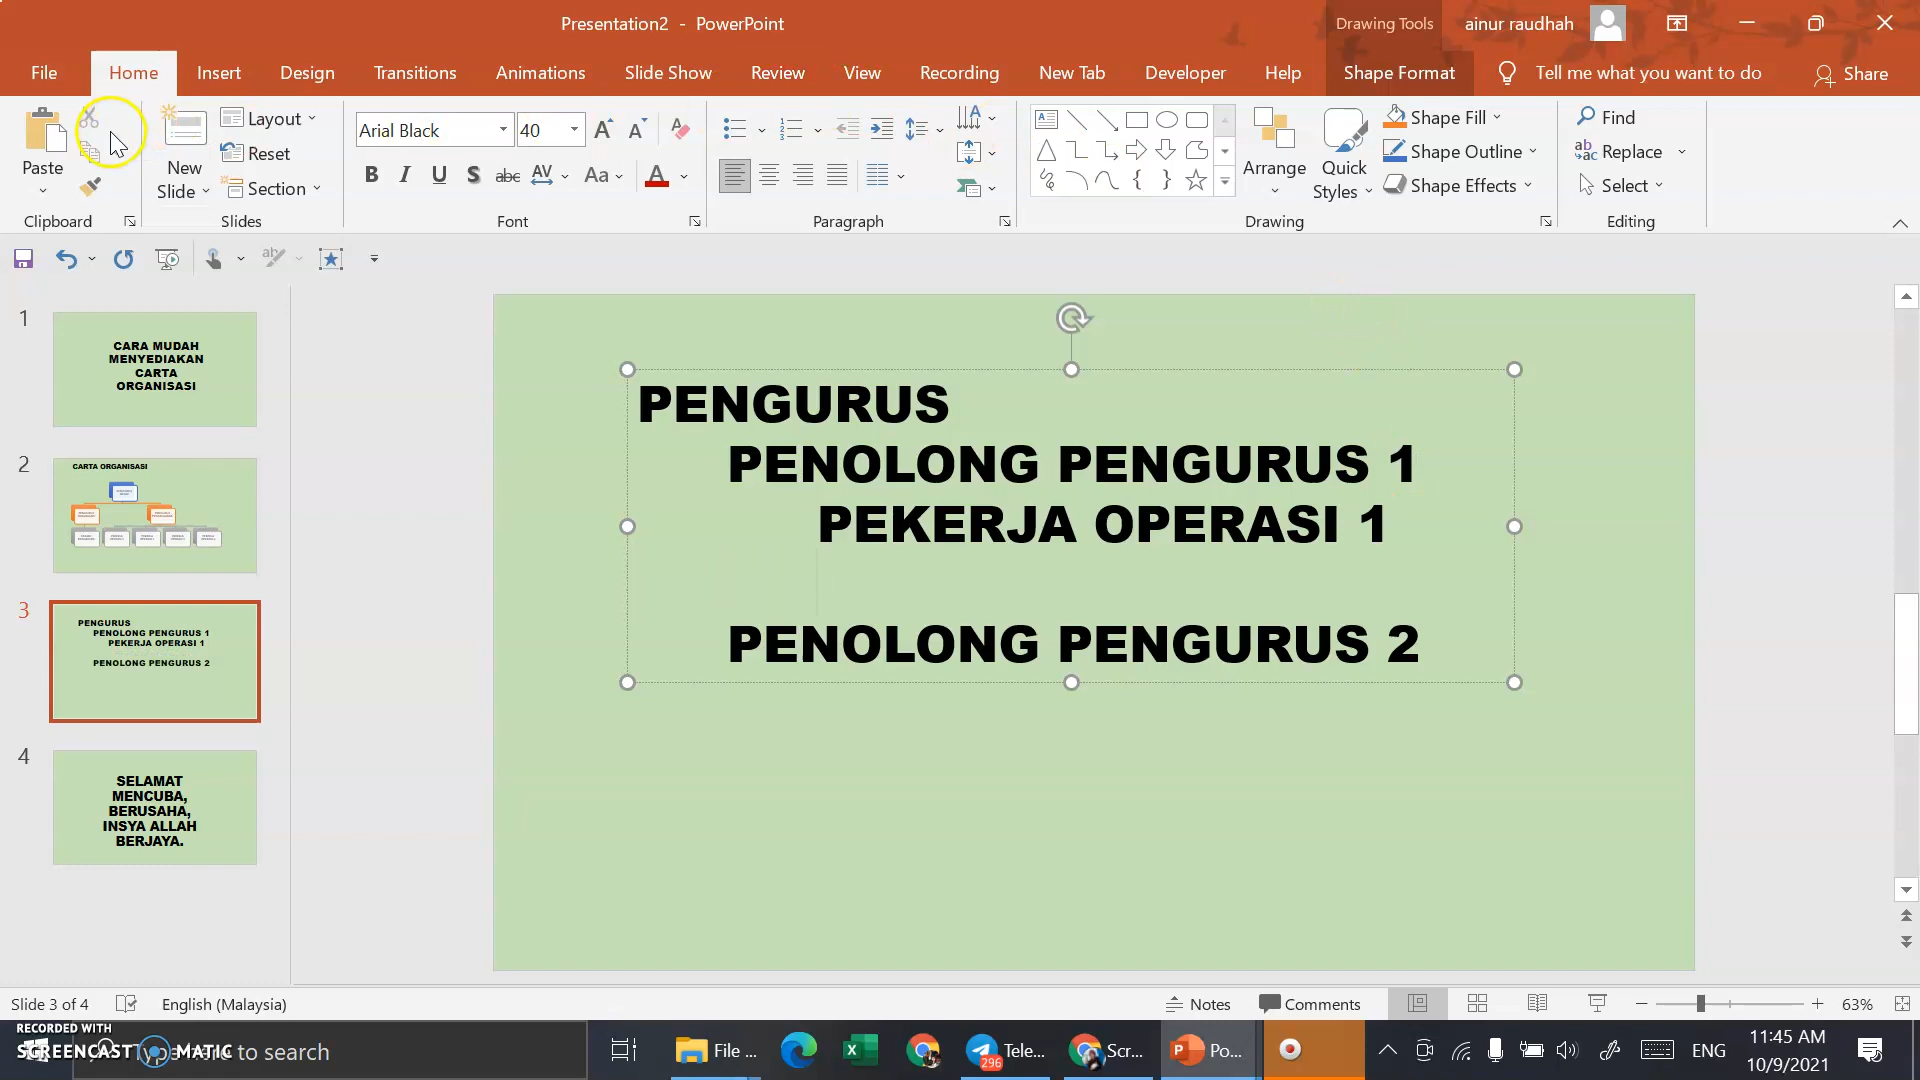 Presentation2 - PowerPoint
Drawing Tools
ainur raudhah
File
Home
Insert
Design
Transitions
Animations
Slide Show
Review
View
Recording
New Tab
Developer
Help
Shape Format
Tell me what you want to do
Share
Paste
Clipboard
New
Slide
Layout
Reset
Section
Slides
Arial Black
40
B I U S abc AV Aa A
Font
Paragraph
Arrange
Quick
Styles
Shape Fill
Shape Outline
Shape Effects
Drawing
Find
Replace
Select
Editing
1
CARA MUDAH
MENYEDIAKAN
CARTA
ORGANISASI
2
CARTA ORGANISASI
3
PENGURUS
PENOLONG PENGURUS 1
PEKERJA OPERASI 1
PENOLONG PENGURUS 2
4
SELAMAT
MENCUBA,
BERUSAHA,
INSYA ALLAH
BERJAYA.
PENGURUS
PENOLONG PENGURUS 1
PEKERJA OPERASI 1
PENOLONG PENGURUS 2
Slide 3 of 4
English (Malaysia)
Notes
Comments
63%
RECORDED WITH
SCREENCAST MATIC
Type here to search
File ...
Tele...
296
Scr...
Po...
ENG
11:45 AM
10/9/2021